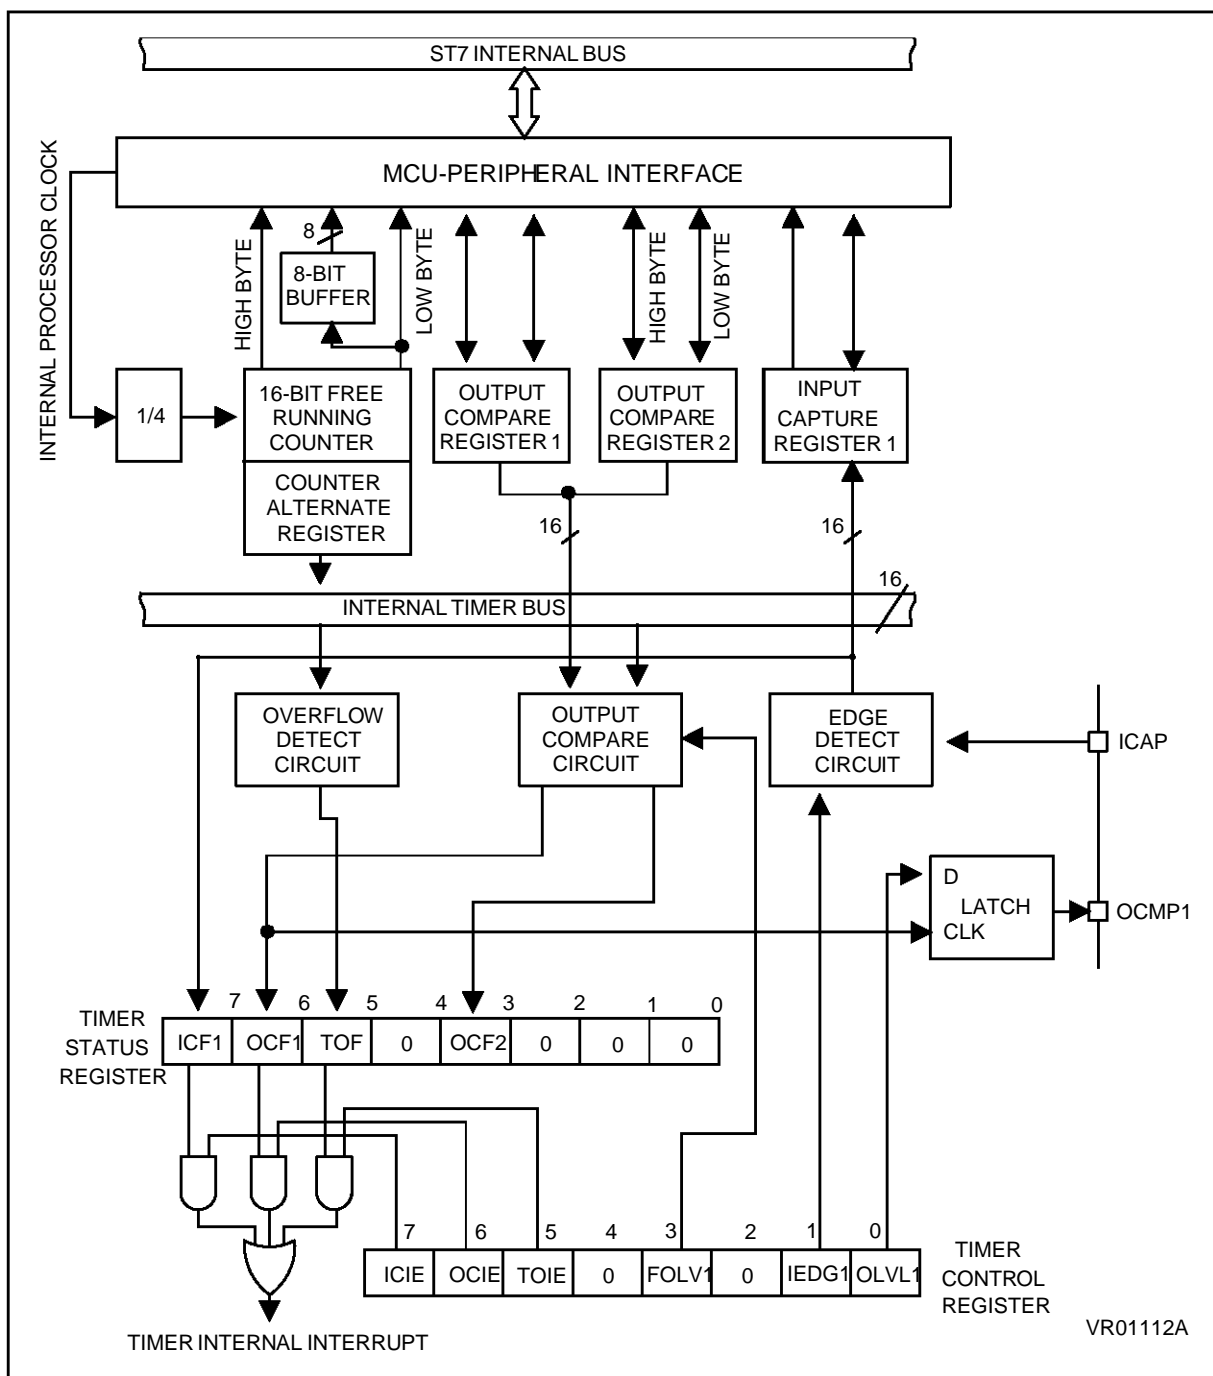 ST7 INTERNAL BUS
MCU-PERIPHERAL INTERFACE
INTERNAL PROCESSOR CLOCK
HIGH BYTE
8
8-BIT
BUFFER
LOW BYTE
HIGH BYTE
LOW BYTE
1/4
16-BIT FREE
RUNNING
COUNTER
COUNTER
ALTERNATE
REGISTER
OUTPUT
COMPARE
REGISTER 1
OUTPUT
COMPARE
REGISTER 2
INPUT
CAPTURE
REGISTER 1
16
16
16
INTERNAL TIMER BUS
OVERFLOW
DETECT
CIRCUIT
OUTPUT
COMPARE
CIRCUIT
EDGE
DETECT
CIRCUIT
ICAP
D
LATCH
CLK
OCMP1
7 6 5 4 3 2 1 0
TIMER
STATUS
REGISTER
ICF1 OCF1 TOF 0 OCF2 0 0 0
7 6 5 4 3 2 1 0
ICIE OCIE TOIE 0 FOLV1 0 IEDG1 OLVL1
TIMER
CONTROL
REGISTER
TIMER INTERNAL INTERRUPT
VR01112A